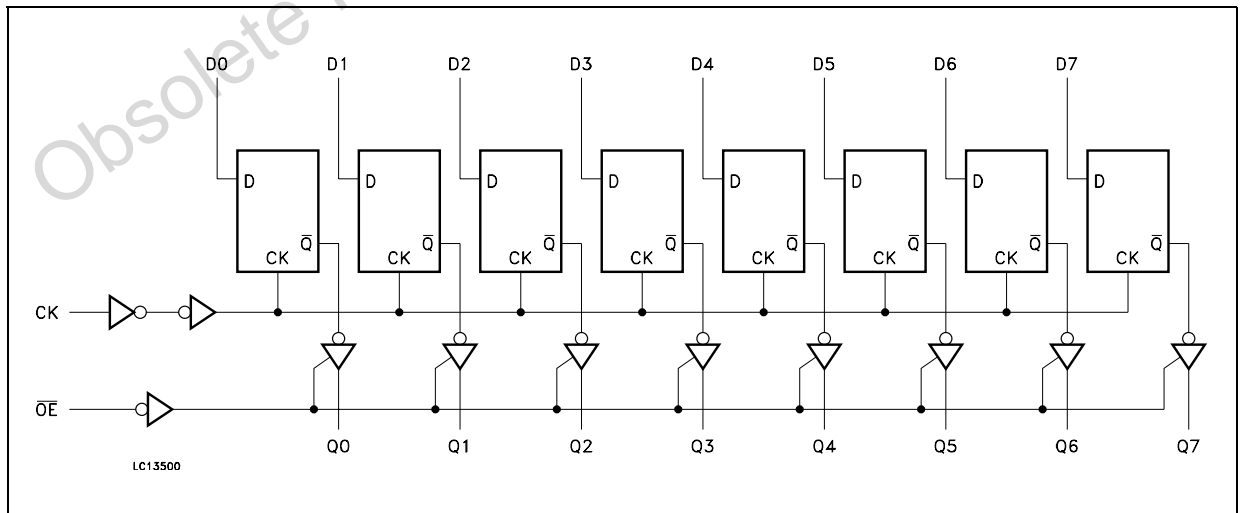 Obsolete
D0 D1 D2 D3 D4 D5 D6 D7
D D D D D D D D
Q̅ Q̅ Q̅ Q̅ Q̅ Q̅ Q̅ Q̅
CK CK CK CK CK CK CK CK
CK
O̅E̅
Q0 Q1 Q2 Q3 Q4 Q5 Q6 Q7
LC13500